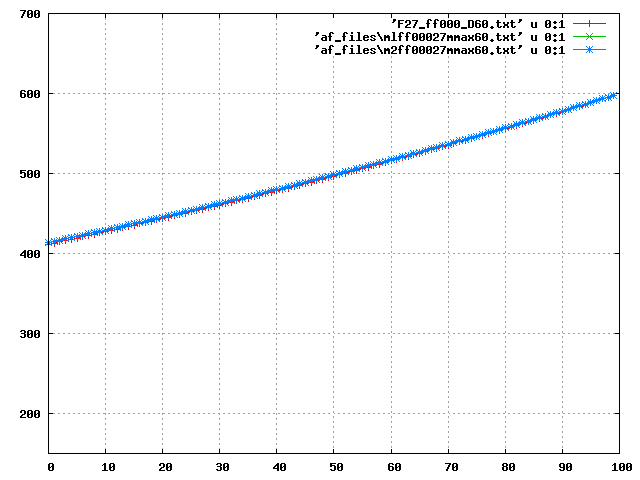 700
'F27_ff000_D60.txt' u 0:1
'af_files\mlff00027mmax60.txt' u 0:1
'af_files\m2ff00027mmax60.txt' u 0:1
600
500
400
300
200
0 10 20 30 40 50 60 70 80 90 100